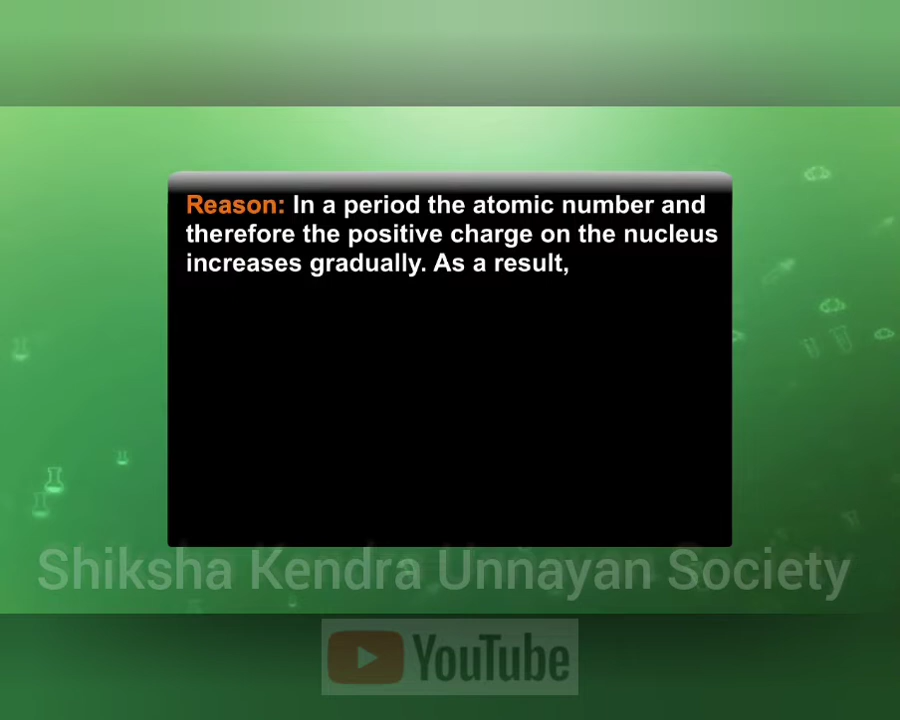 Reason: In a period the atomic number and
therefore the positive charge on the nucleus
increases gradually. As a result,
Shiksha Kendra Unnayan Society
YouTube